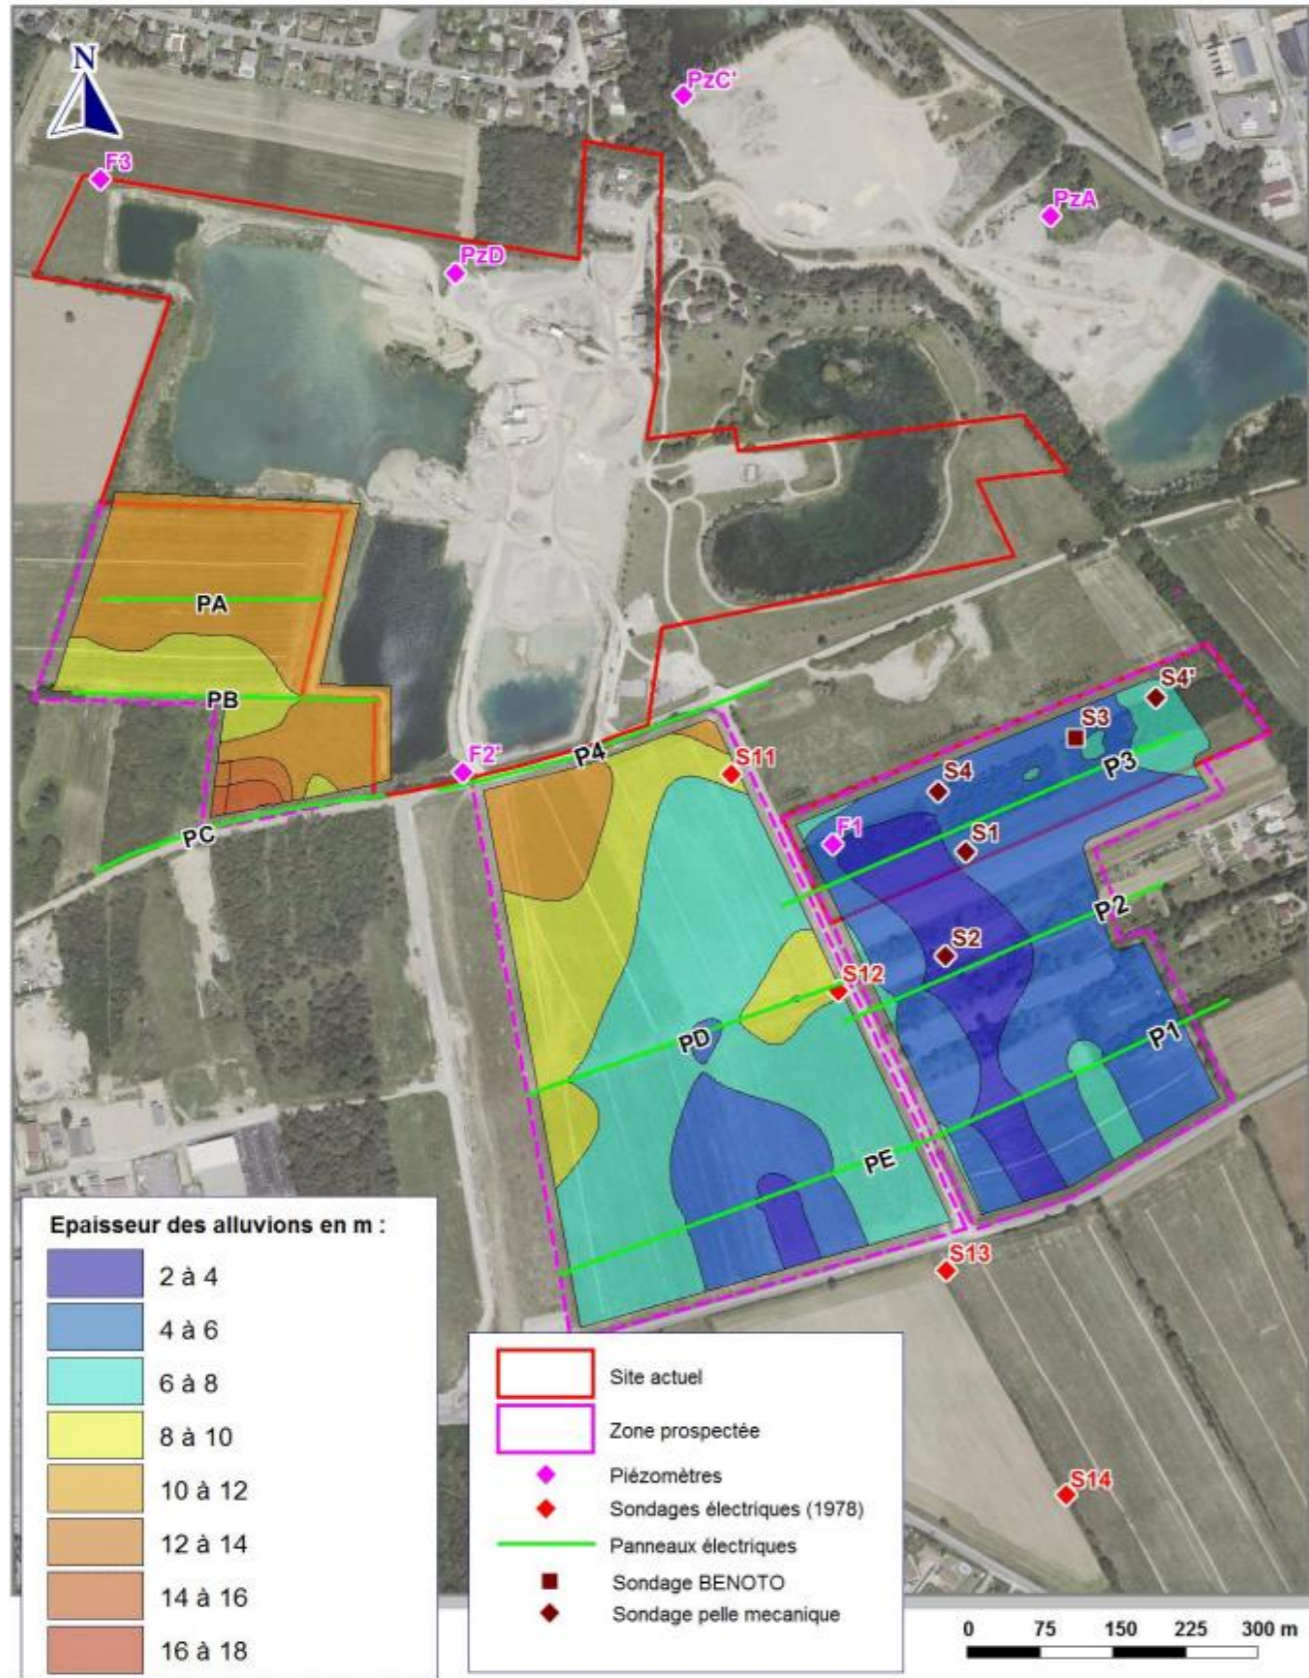 N
PzC'
F3
PzA
PzD
PA
PB
S4'
S3
F2'
P4
S11
P3
S4
PC
F1
S1
P2
S2
S12
PD
P1
PE
S13
S14
Epaisseur des alluvions en m :
2 à 4
4 à 6
6 à 8
8 à 10
10 à 12
12 à 14
14 à 16
16 à 18
Site actuel
Zone prospectée
Piézomètres
Sondages électriques (1978)
Panneaux électriques
Sondage BENOTO
Sondage pelle mecanique
0 75 150 225 300 m